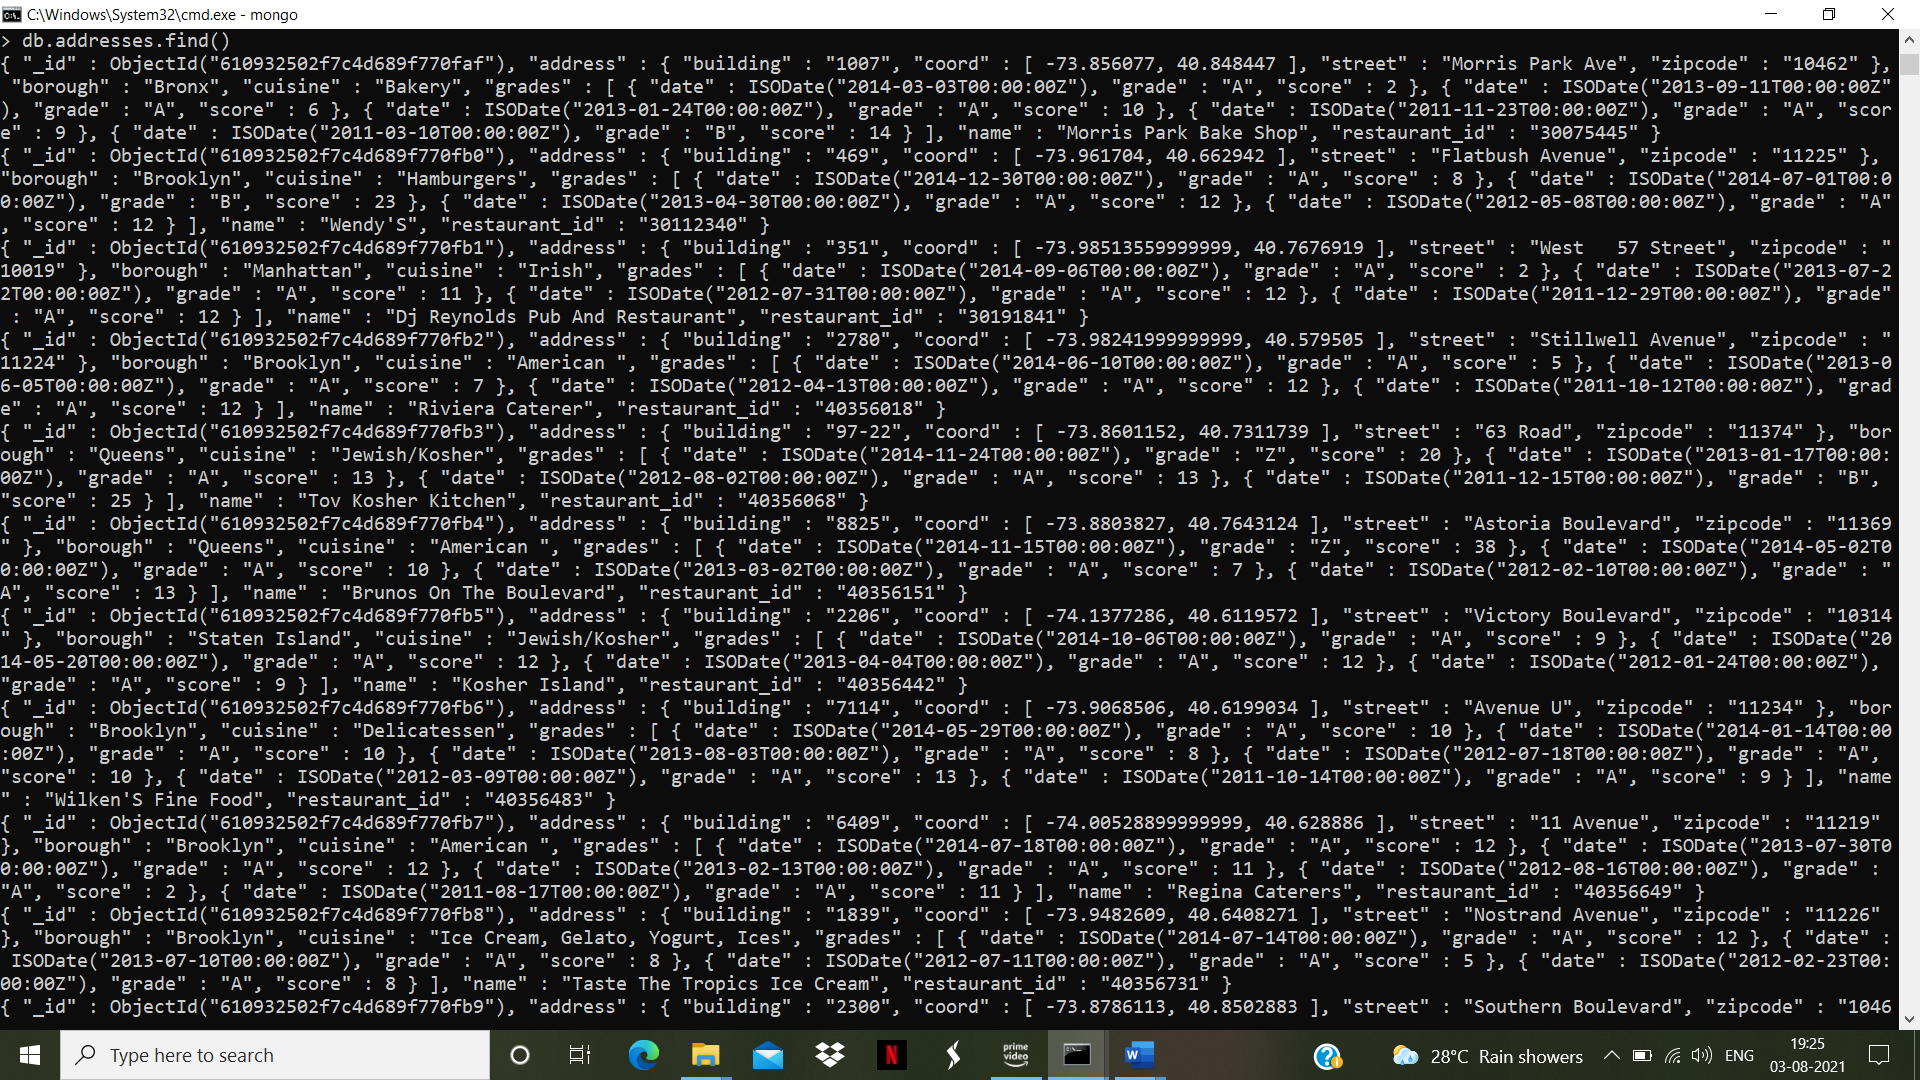 C:\Windows\System32\cmd.exe - mongo
> db.addresses.find()
{ "_id" : ObjectId("610932502f7c4d689f770faf"), "address" : { "building" : "1007", "coord" : [ -73.856077, 40.848447 ], "street" : "Morris Park Ave", "zipcode" : "10462" },
 "borough" : "Bronx", "cuisine" : "Bakery", "grades" : [ { "date" : ISODate("2014-03-03T00:00:00Z"), "grade" : "A", "score" : 2 }, { "date" : ISODate("2013-09-11T00:00:00Z"
), "grade" : "A", "score" : 6 }, { "date" : ISODate("2013-01-24T00:00:00Z"), "grade" : "A", "score" : 10 }, { "date" : ISODate("2011-11-23T00:00:00Z"), "grade" : "A", "scor
e" : 9 }, { "date" : ISODate("2011-03-10T00:00:00Z"), "grade" : "B", "score" : 14 } ], "name" : "Morris Park Bake Shop", "restaurant_id" : "30075445" }
{ "_id" : ObjectId("610932502f7c4d689f770fb0"), "address" : { "building" : "469", "coord" : [ -73.961704, 40.662942 ], "street" : "Flatbush Avenue", "zipcode" : "11225" },
"borough" : "Brooklyn", "cuisine" : "Hamburgers", "grades" : [ { "date" : ISODate("2014-12-30T00:00:00Z"), "grade" : "A", "score" : 8 }, { "date" : ISODate("2014-07-01T00:0
0:00Z"), "grade" : "B", "score" : 23 }, { "date" : ISODate("2013-04-30T00:00:00Z"), "grade" : "A", "score" : 12 }, { "date" : ISODate("2012-05-08T00:00:00Z"), "grade" : "A"
, "score" : 12 } ], "name" : "Wendy'S", "restaurant_id" : "30112340" }
{ "_id" : ObjectId("610932502f7c4d689f770fb1"), "address" : { "building" : "351", "coord" : [ -73.98513559999999, 40.7676919 ], "street" : "West   57 Street", "zipcode" : "
10019" }, "borough" : "Manhattan", "cuisine" : "Irish", "grades" : [ { "date" : ISODate("2014-09-06T00:00:00Z"), "grade" : "A", "score" : 2 }, { "date" : ISODate("2013-07-2
2T00:00:00Z"), "grade" : "A", "score" : 11 }, { "date" : ISODate("2012-07-31T00:00:00Z"), "grade" : "A", "score" : 12 }, { "date" : ISODate("2011-12-29T00:00:00Z"), "grade"
 : "A", "score" : 12 } ], "name" : "Dj Reynolds Pub And Restaurant", "restaurant_id" : "30191841" }
{ "_id" : ObjectId("610932502f7c4d689f770fb2"), "address" : { "building" : "2780", "coord" : [ -73.98241999999999, 40.579505 ], "street" : "Stillwell Avenue", "zipcode" : "
11224" }, "borough" : "Brooklyn", "cuisine" : "American ", "grades" : [ { "date" : ISODate("2014-06-10T00:00:00Z"), "grade" : "A", "score" : 5 }, { "date" : ISODate("2013-0
6-05T00:00:00Z"), "grade" : "A", "score" : 7 }, { "date" : ISODate("2012-04-13T00:00:00Z"), "grade" : "A", "score" : 12 }, { "date" : ISODate("2011-10-12T00:00:00Z"), "grad
e" : "A", "score" : 12 } ], "name" : "Riviera Caterer", "restaurant_id" : "40356018" }
{ "_id" : ObjectId("610932502f7c4d689f770fb3"), "address" : { "building" : "97-22", "coord" : [ -73.8601152, 40.7311739 ], "street" : "63 Road", "zipcode" : "11374" }, "bor
ough" : "Queens", "cuisine" : "Jewish/Kosher", "grades" : [ { "date" : ISODate("2014-11-24T00:00:00Z"), "grade" : "Z", "score" : 20 }, { "date" : ISODate("2013-01-17T00:00:
00Z"), "grade" : "A", "score" : 13 }, { "date" : ISODate("2012-08-02T00:00:00Z"), "grade" : "A", "score" : 13 }, { "date" : ISODate("2011-12-15T00:00:00Z"), "grade" : "B",
"score" : 25 } ], "name" : "Tov Kosher Kitchen", "restaurant_id" : "40356068" }
{ "_id" : ObjectId("610932502f7c4d689f770fb4"), "address" : { "building" : "8825", "coord" : [ -73.8803827, 40.7643124 ], "street" : "Astoria Boulevard", "zipcode" : "11369
" }, "borough" : "Queens", "cuisine" : "American ", "grades" : [ { "date" : ISODate("2014-11-15T00:00:00Z"), "grade" : "Z", "score" : 38 }, { "date" : ISODate("2014-05-02T0
0:00:00Z"), "grade" : "A", "score" : 10 }, { "date" : ISODate("2013-03-02T00:00:00Z"), "grade" : "A", "score" : 7 }, { "date" : ISODate("2012-02-10T00:00:00Z"), "grade" : "
A", "score" : 13 } ], "name" : "Brunos On The Boulevard", "restaurant_id" : "40356151" }
{ "_id" : ObjectId("610932502f7c4d689f770fb5"), "address" : { "building" : "2206", "coord" : [ -74.1377286, 40.6119572 ], "street" : "Victory Boulevard", "zipcode" : "10314
" }, "borough" : "Staten Island", "cuisine" : "Jewish/Kosher", "grades" : [ { "date" : ISODate("2014-10-06T00:00:00Z"), "grade" : "A", "score" : 9 }, { "date" : ISODate("20
14-05-20T00:00:00Z"), "grade" : "A", "score" : 12 }, { "date" : ISODate("2013-04-04T00:00:00Z"), "grade" : "A", "score" : 12 }, { "date" : ISODate("2012-01-24T00:00:00Z"),
"grade" : "A", "score" : 9 } ], "name" : "Kosher Island", "restaurant_id" : "40356442" }
{ "_id" : ObjectId("610932502f7c4d689f770fb6"), "address" : { "building" : "7114", "coord" : [ -73.9068506, 40.6199034 ], "street" : "Avenue U", "zipcode" : "11234" }, "bor
ough" : "Brooklyn", "cuisine" : "Delicatessen", "grades" : [ { "date" : ISODate("2014-05-29T00:00:00Z"), "grade" : "A", "score" : 10 }, { "date" : ISODate("2014-01-14T00:00
:00Z"), "grade" : "A", "score" : 10 }, { "date" : ISODate("2013-08-03T00:00:00Z"), "grade" : "A", "score" : 8 }, { "date" : ISODate("2012-07-18T00:00:00Z"), "grade" : "A",
"score" : 10 }, { "date" : ISODate("2012-03-09T00:00:00Z"), "grade" : "A", "score" : 13 }, { "date" : ISODate("2011-10-14T00:00:00Z"), "grade" : "A", "score" : 9 } ], "name
" : "Wilken'S Fine Food", "restaurant_id" : "40356483" }
{ "_id" : ObjectId("610932502f7c4d689f770fb7"), "address" : { "building" : "6409", "coord" : [ -74.00528899999999, 40.628886 ], "street" : "11 Avenue", "zipcode" : "11219"
}, "borough" : "Brooklyn", "cuisine" : "American ", "grades" : [ { "date" : ISODate("2014-07-18T00:00:00Z"), "grade" : "A", "score" : 12 }, { "date" : ISODate("2013-07-30T0
0:00:00Z"), "grade" : "A", "score" : 12 }, { "date" : ISODate("2013-02-13T00:00:00Z"), "grade" : "A", "score" : 11 }, { "date" : ISODate("2012-08-16T00:00:00Z"), "grade" :
"A", "score" : 2 }, { "date" : ISODate("2011-08-17T00:00:00Z"), "grade" : "A", "score" : 11 } ], "name" : "Regina Caterers", "restaurant_id" : "40356649" }
{ "_id" : ObjectId("610932502f7c4d689f770fb8"), "address" : { "building" : "1839", "coord" : [ -73.9482609, 40.6408271 ], "street" : "Nostrand Avenue", "zipcode" : "11226"
}, "borough" : "Brooklyn", "cuisine" : "Ice Cream, Gelato, Yogurt, Ices", "grades" : [ { "date" : ISODate("2014-07-14T00:00:00Z"), "grade" : "A", "score" : 12 }, { "date" :
 ISODate("2013-07-10T00:00:00Z"), "grade" : "A", "score" : 8 }, { "date" : ISODate("2012-07-11T00:00:00Z"), "grade" : "A", "score" : 5 }, { "date" : ISODate("2012-02-23T00:
00:00Z"), "grade" : "A", "score" : 8 } ], "name" : "Taste The Tropics Ice Cream", "restaurant_id" : "40356731" }
{ "_id" : ObjectId("610932502f7c4d689f770fb9"), "address" : { "building" : "2300", "coord" : [ -73.8786113, 40.8502883 ], "street" : "Southern Boulevard", "zipcode" : "1046
Type here to search
prime video
28°C Rain showers
ENG
19:25
03-08-2021